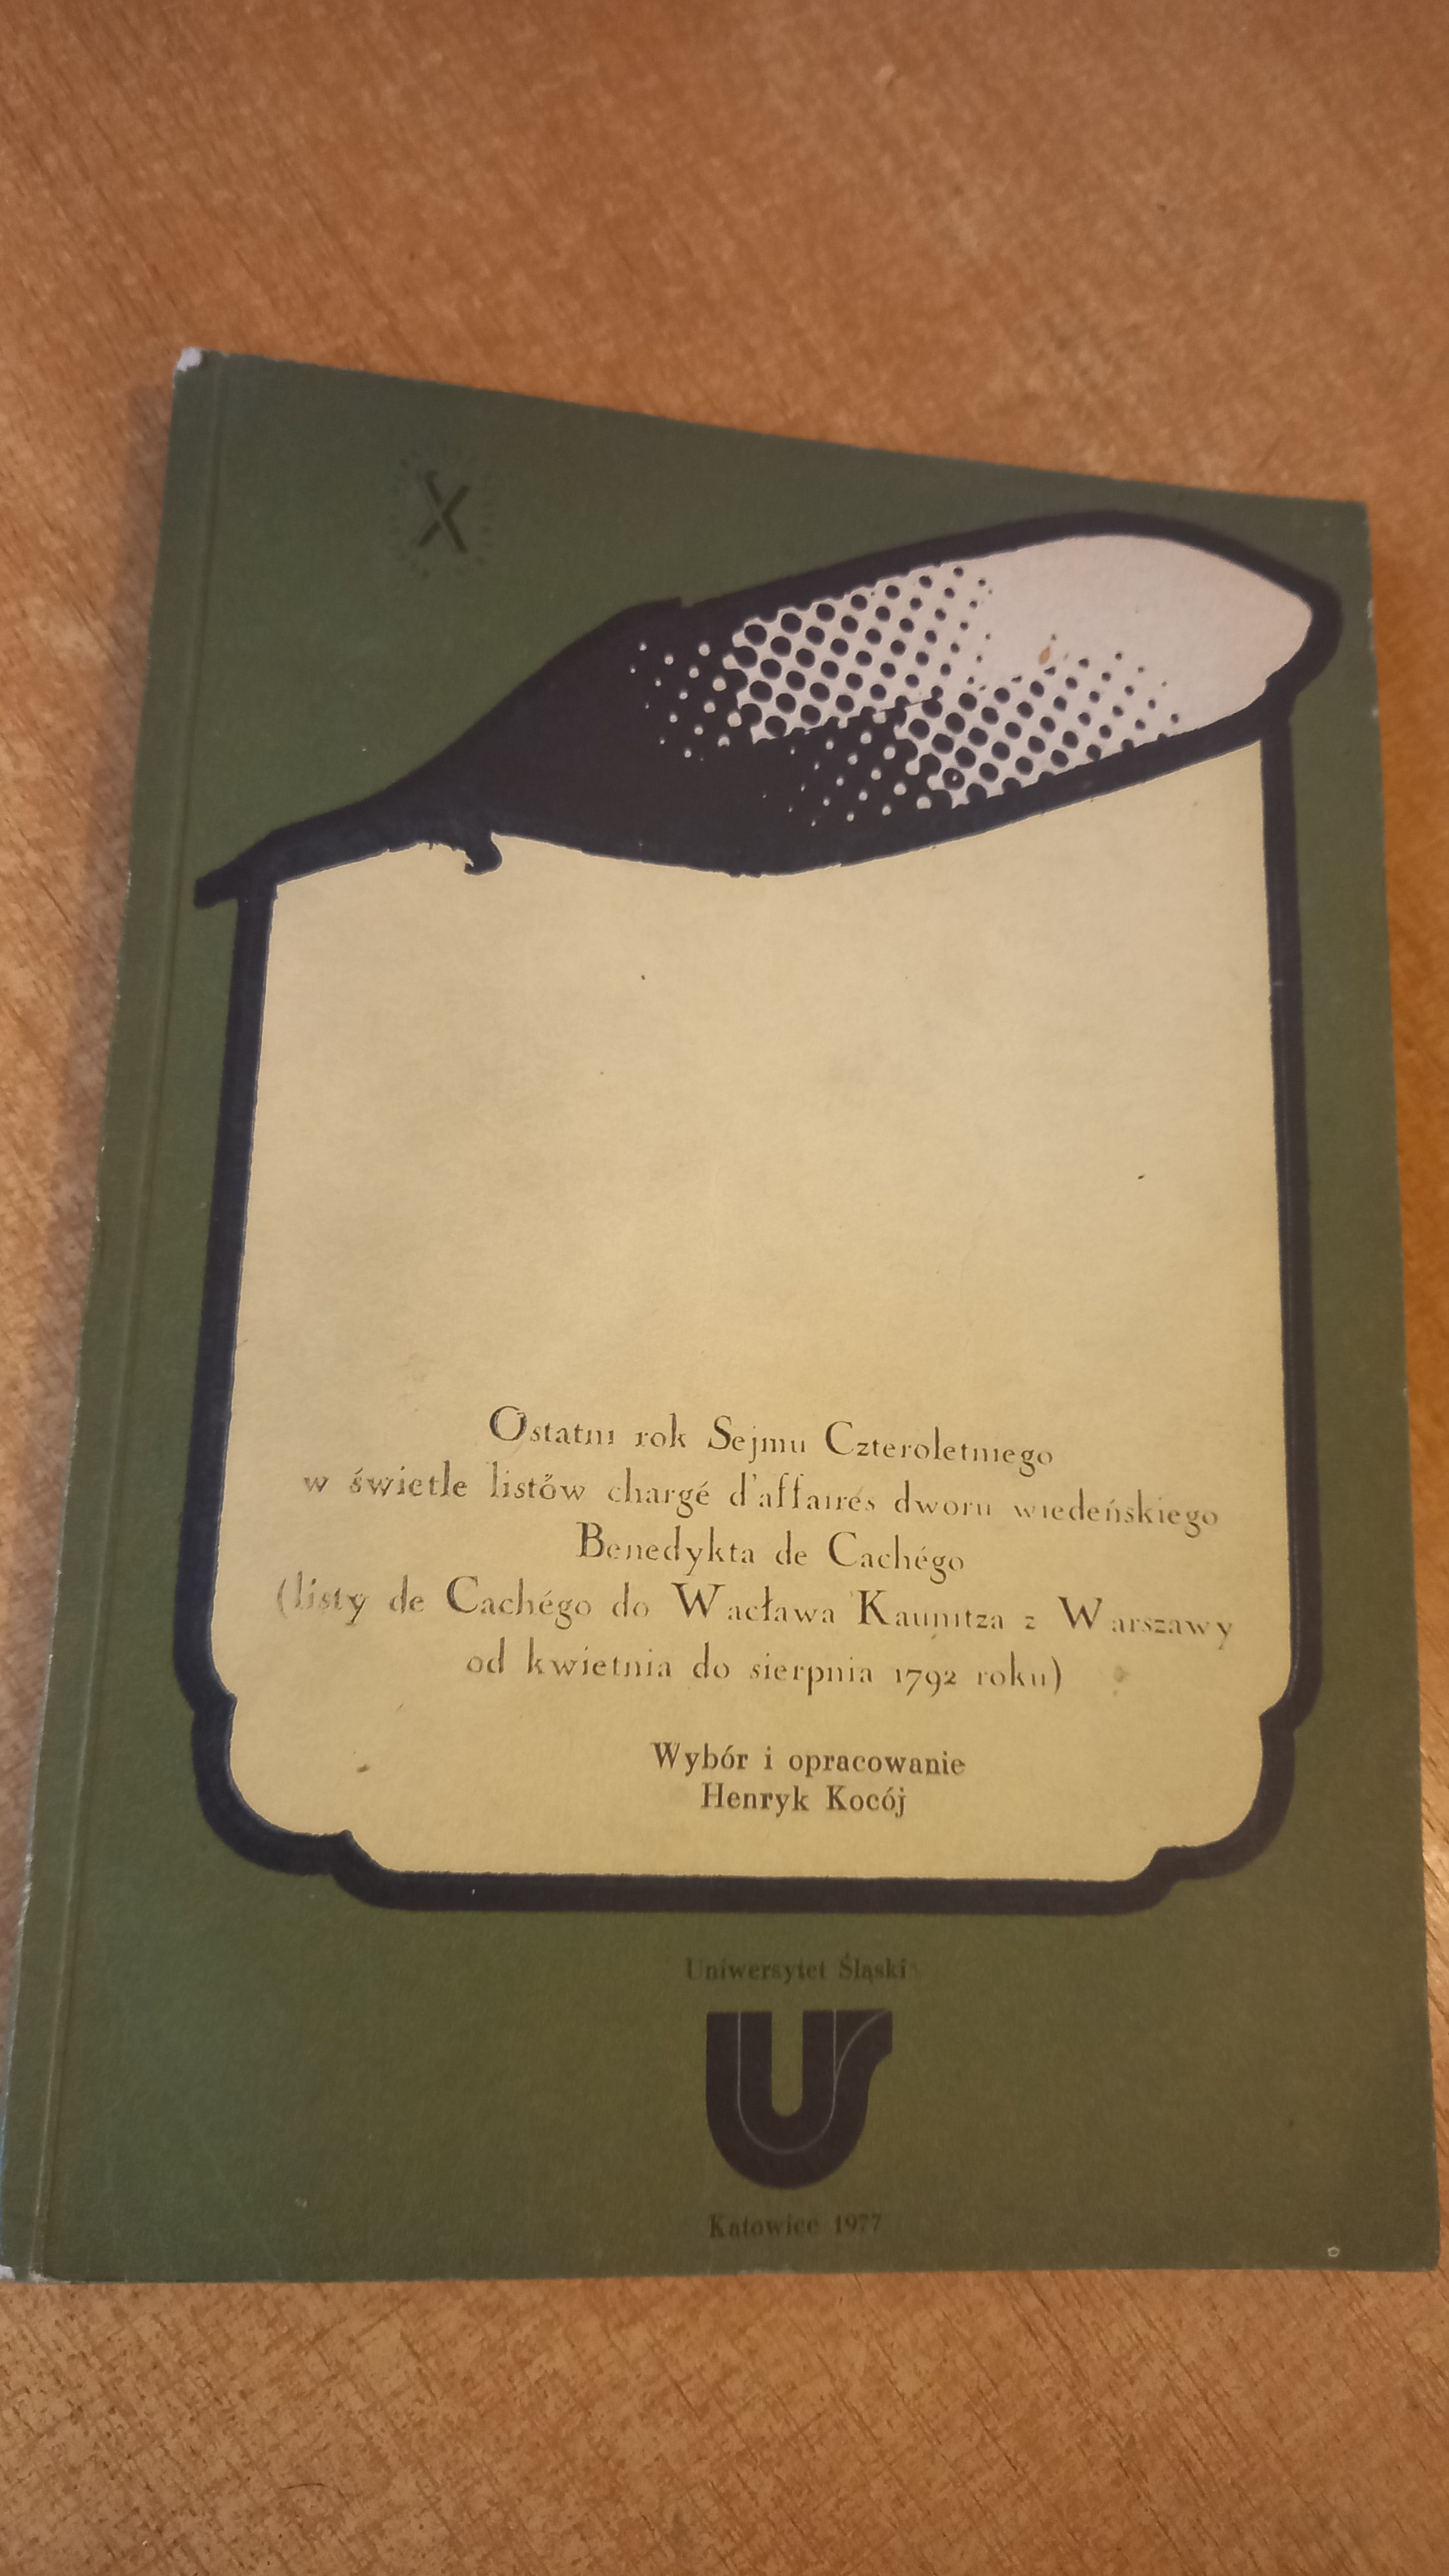 X
Ostatni rok Sejmu Czteroletniego
w świetle listów chargé d'affaires dworu wiedeńskiego
Benedykta de Cachégo
(listy de Cachégo do Wacława Kaunitza z Warszawy
od kwietnia do sierpnia 1792 roku)
Wybór i opracowanie
Henryk Kocój
Uniwersytet Śląski
Katowice 1977